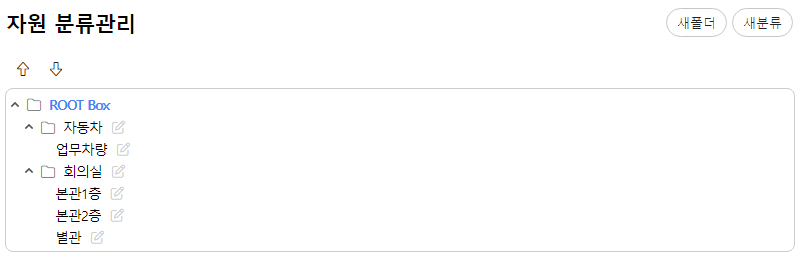 자원 분류관리
새폴더 새분류
ROOT Box
자동차
업무차량
회의실
본관1층
본관2층
별관